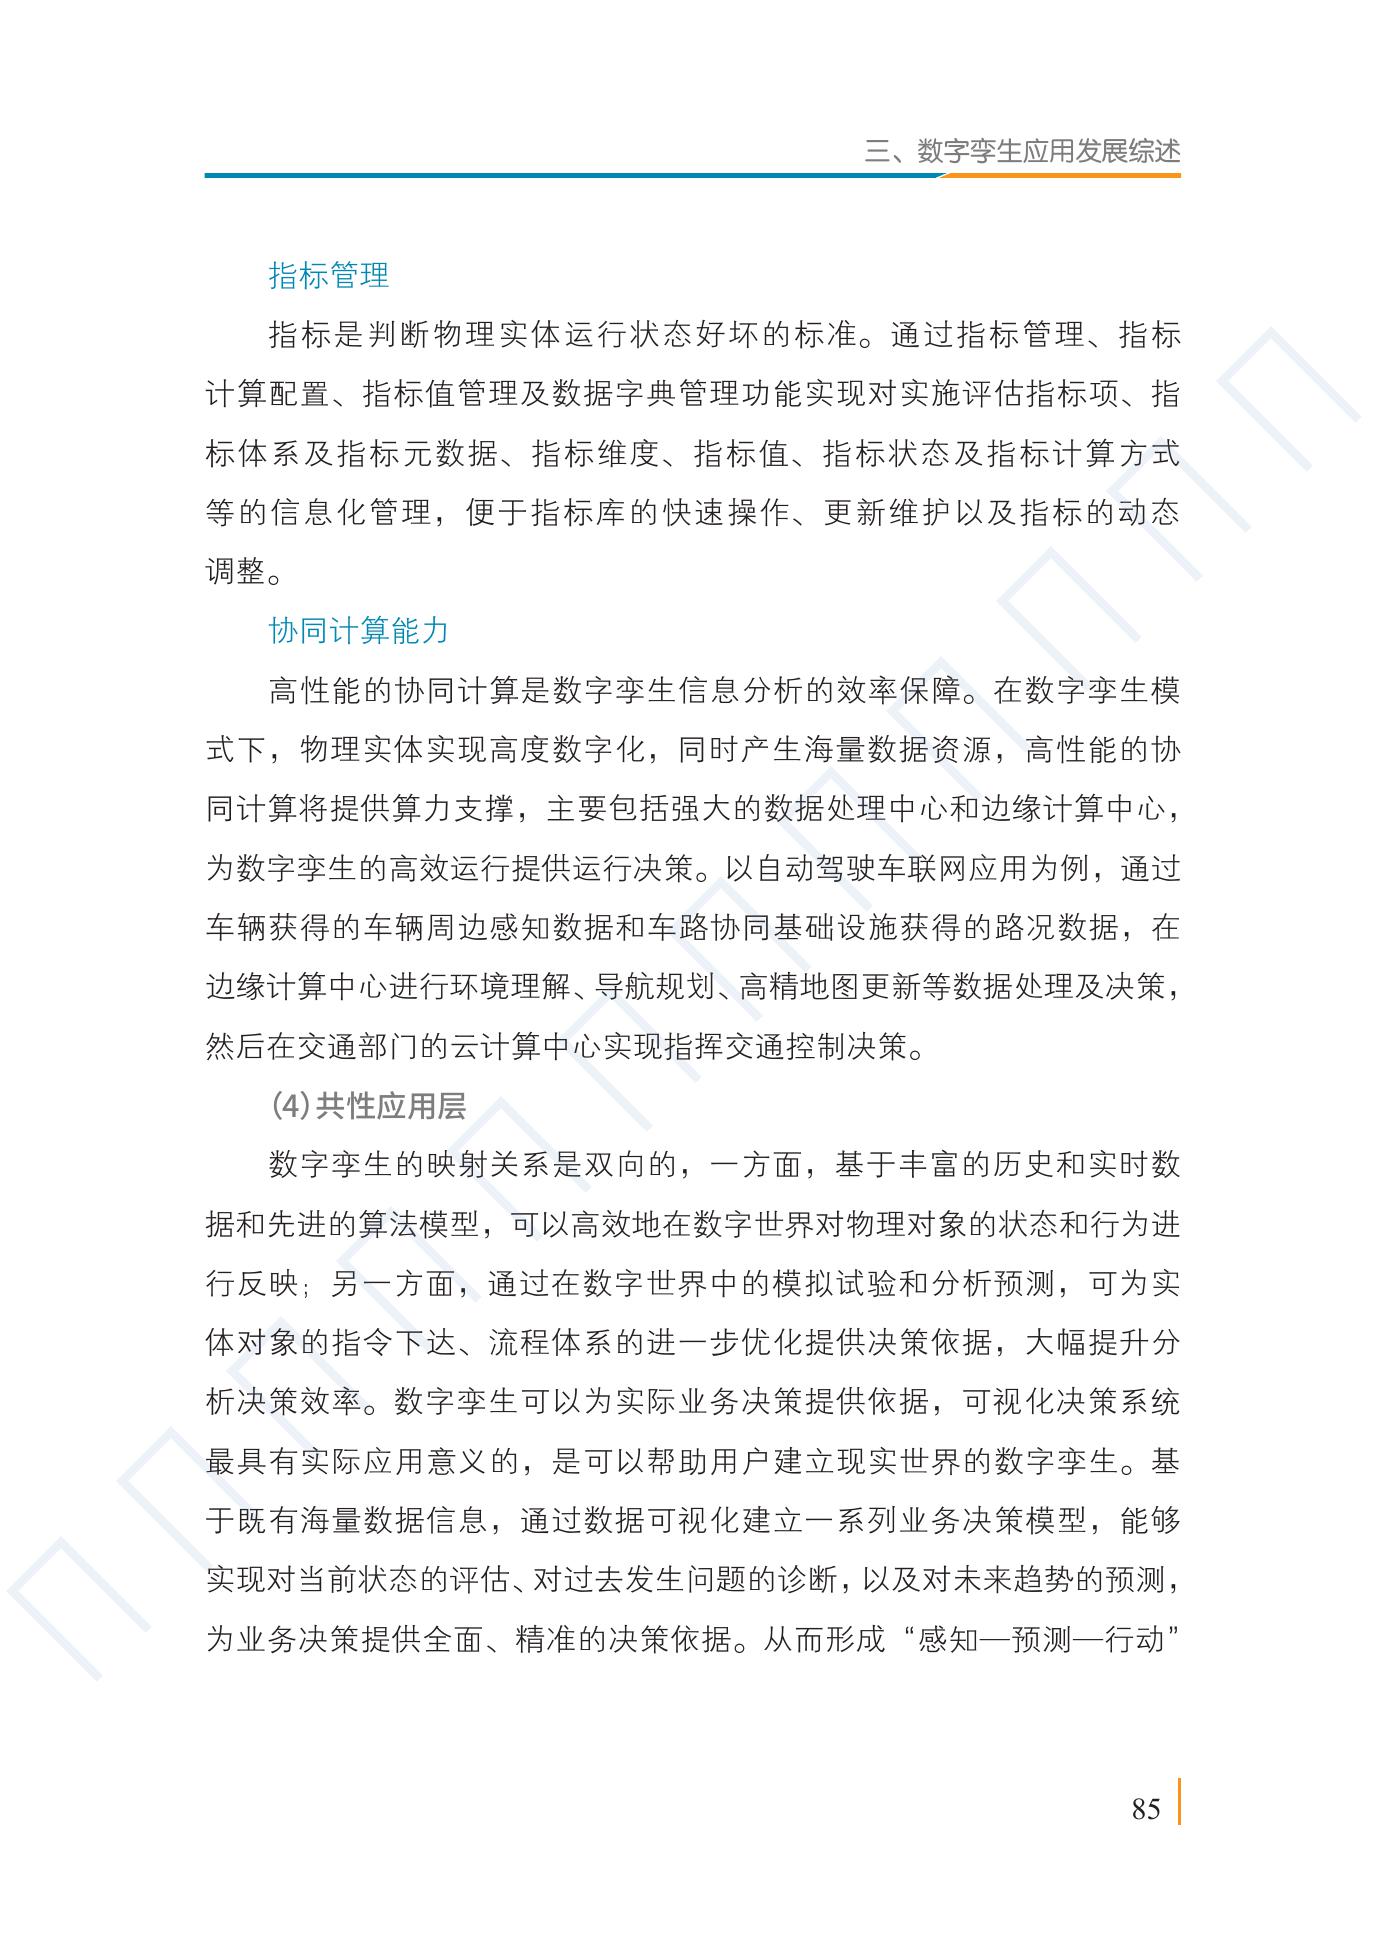 三、数字孪生应用发展综述
指标管理
指标是判断物理实体运行状态好坏的标准。通过指标管理、指标
计算配置、指标值管理及数据字典管理功能实现对实施评估指标项、指
标体系及指标元数据、指标维度、指标值、指标状态及指标计算方式
等的信息化管理，便于指标库的快速操作、更新维护以及指标的动态
调整。
协同计算能力
高性能的协同计算是数字孪生信息分析的效率保障。在数字孪生模
式下，物理实体实现高度数字化，同时产生海量数据资源，高性能的协
同计算将提供算力支撑，主要包括强大的数据处理中心和边缘计算中心，
为数字孪生的高效运行提供运行决策。以自动驾驶车联网应用为例，通过
车辆获得的车辆周边感知数据和车路协同基础设施获得的路况数据，在
边缘计算中心进行环境理解、导航规划、高精地图更新等数据处理及决策，
然后在交通部门的云计算中心实现指挥交通控制决策。
（4）共性应用层
数字孪生的映射关系是双向的，一方面，基于丰富的历史和实时数
据和先进的算法模型，可以高效地在数字世界对物理对象的状态和行为进
行反映；另一方面，通过在数字世界中的模拟试验和分析预测，可为实
体对象的指令下达、流程体系的进一步优化提供决策依据，大幅提升分
析决策效率。数字孪生可以为实际业务决策提供依据，可视化决策系统
最具有实际应用意义的，是可以帮助用户建立现实世界的数字孪生。基
于既有海量数据信息，通过数据可视化建立一系列业务决策模型，能够
实现对当前状态的评估、对过去发生问题的诊断，以及对未来趋势的预测，
为业务决策提供全面、精准的决策依据。从而形成“感知—预测—行动”
85